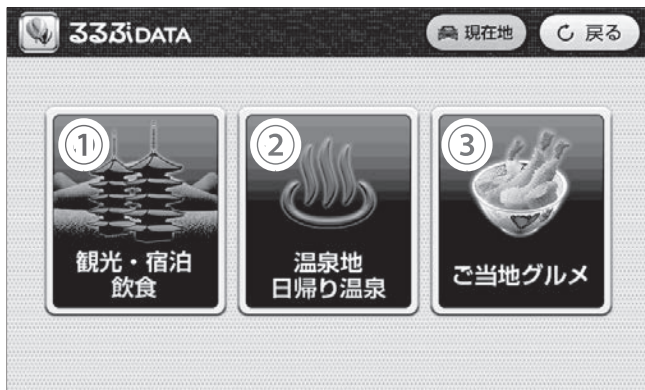 るるぶDATA
現在地
戻る
①
②
③
観光・宿泊
飲食
温泉地
日帰り温泉
ご当地グルメ